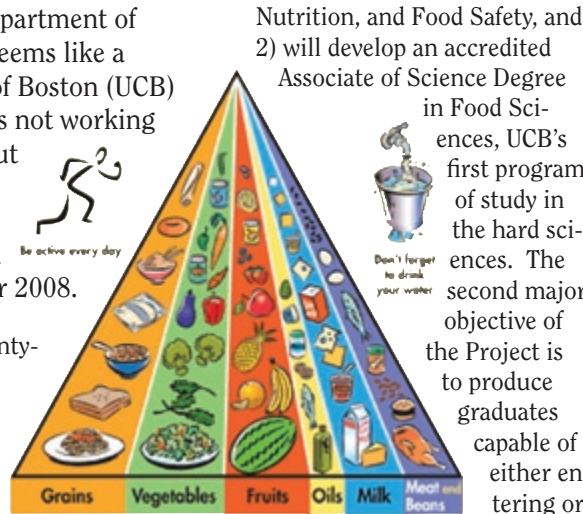 partment of
eems like a
of Boston (UCB)
s not working
ut
Be active every day
r 2008.
nty-
Nutrition, and Food Safety, and
2) will develop an accredited
Associate of Science Degree
in Food Sci-
ences, UCB's
first program
of study in
the hard sci-
ences. The
second major
objective of
the Project is
to produce
graduates
capable of
either en
tering or
Don't forget
to drink
your water
Grains
Vegetables
Fruits
Oils
Milk
Meat and
Beans